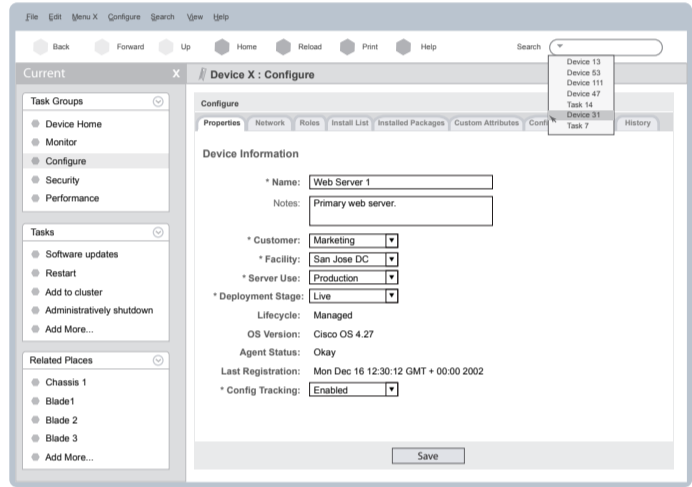 File Edit Menu X Configure Search View Help
Back Forward Up Home Reload Print Help Search
Device 13
Device 53
Device 111
Device 47
Task 14
Device 31
Task 7
Current X
Task Groups
Device Home
Monitor
Configure
Security
Performance
Tasks
Software updates
Restart
Add to cluster
Administratively shutdown
Add More...
Related Places
Chassis 1
Blade1
Blade 2
Blade 3
Add More...
// Device X : Configure
Configure
Properties Network Roles Install List Installed Packages Custom Attributes History
Device Information
* Name: Web Server 1
Notes: Primary web server.
* Customer: Marketing
* Facility: San Jose DC
* Server Use: Production
* Deployment Stage: Live
Lifecycle: Managed
OS Version: Cisco OS 4.27
Agent Status: Okay
Last Registration: Mon Dec 16 12:30:12 GMT + 00:00 2002
* Config Tracking: Enabled
Save